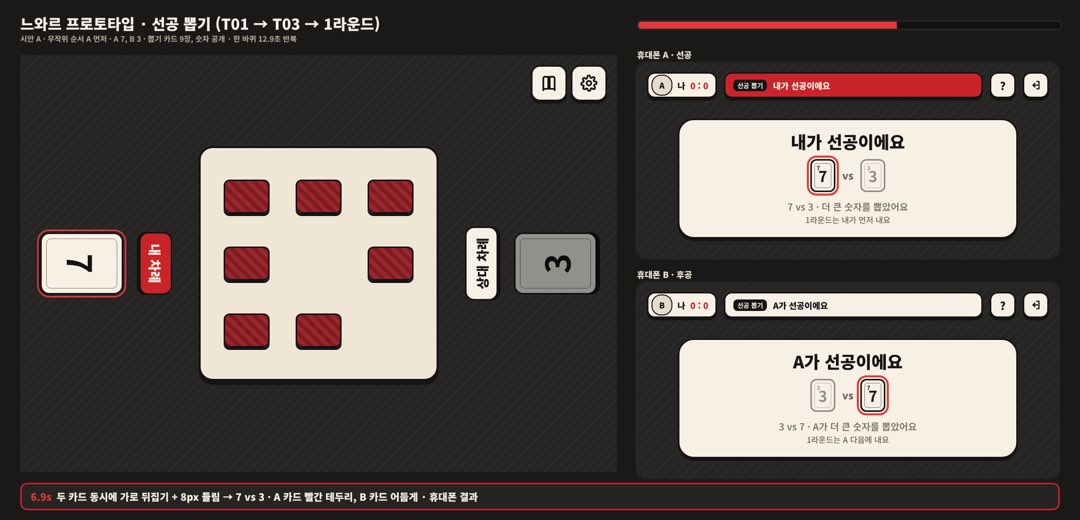 느와르 프로토타입 · 선공 뽑기 (T01 → T03 → 1라운드)
시안 A · 무작위 순서 A 먼저 · A 7, B 3 · 뽑기 카드 9장, 숫자 공개 · 한 바퀴 12.9초 반복
7
내 차례
상대 차례
3
휴대폰 A · 선공
A 나 0 : 0
선공 뽑기 내가 선공이에요
?
내가 선공이에요
7 7 vs 3 3
7 vs 3 · 더 큰 숫자를 뽑았어요
1라운드는 내가 먼저 내요
휴대폰 B · 후공
B 나 0 : 0
선공 뽑기 A가 선공이에요
?
A가 선공이에요
3 3 vs 7 7
3 vs 7 · A가 더 큰 숫자를 뽑았어요
1라운드는 A 다음에 내요
6.9s 두 카드 동시에 가로 뒤집기 + 8px 들림 → 7 vs 3 · A 카드 빨간 테두리, B 카드 어둡게 · 휴대폰 결과